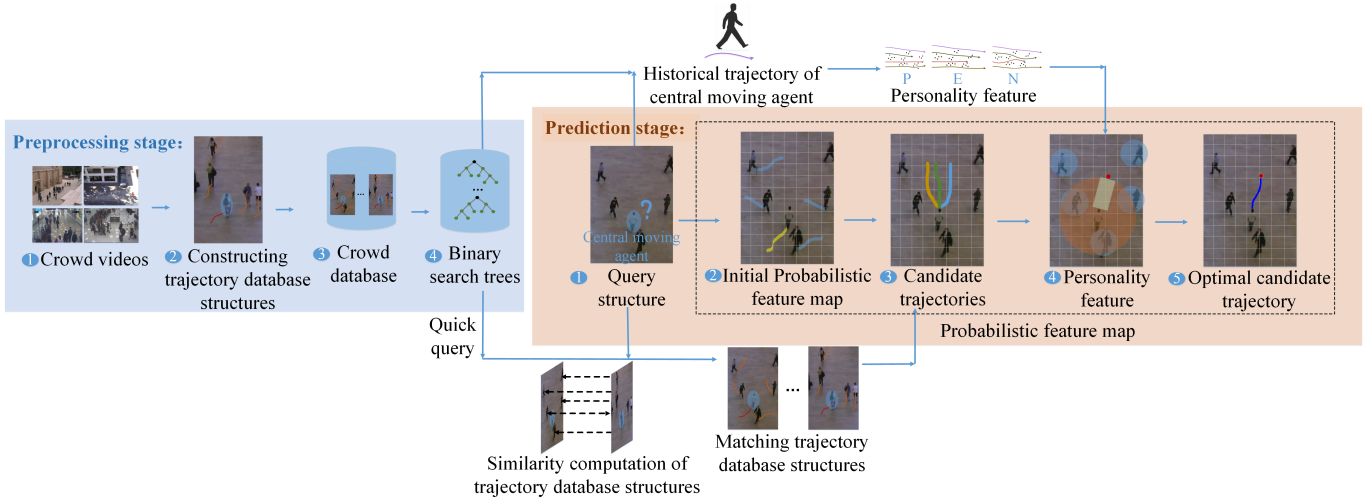 Historical trajectory of
central moving agent
P E N
Personality feature
Preprocessing stage：
1 Crowd videos
2 Constructing
trajectory database
structures
3 Crowd
database
...
...
4 Binary
search trees
Prediction stage：
?
Central moving
agent
1 Query
structure
2 Initial Probabilistic
feature map
3 Candidate
trajectories
4 Personality
feature
5 Optimal candidate
trajectory
Probabilistic feature map
Quick
query
Similarity computation of
trajectory database structures
...
Matching trajectory
database structures